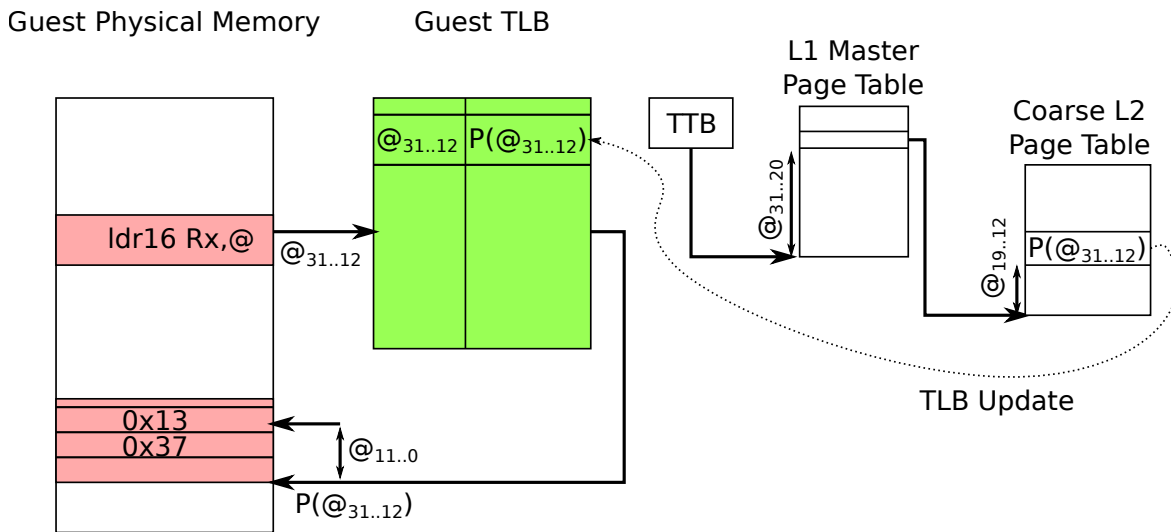 Guest Physical Memory
Guest TLB
L1 Master
Page Table
Coarse L2
Page Table
TTB
@31..12
P(@31..12)
@31..20
ldr16 Rx,@
@31..12
@19..12
P(@31..12)
TLB Update
0x13
0x37
@11..0
P(@31..12)